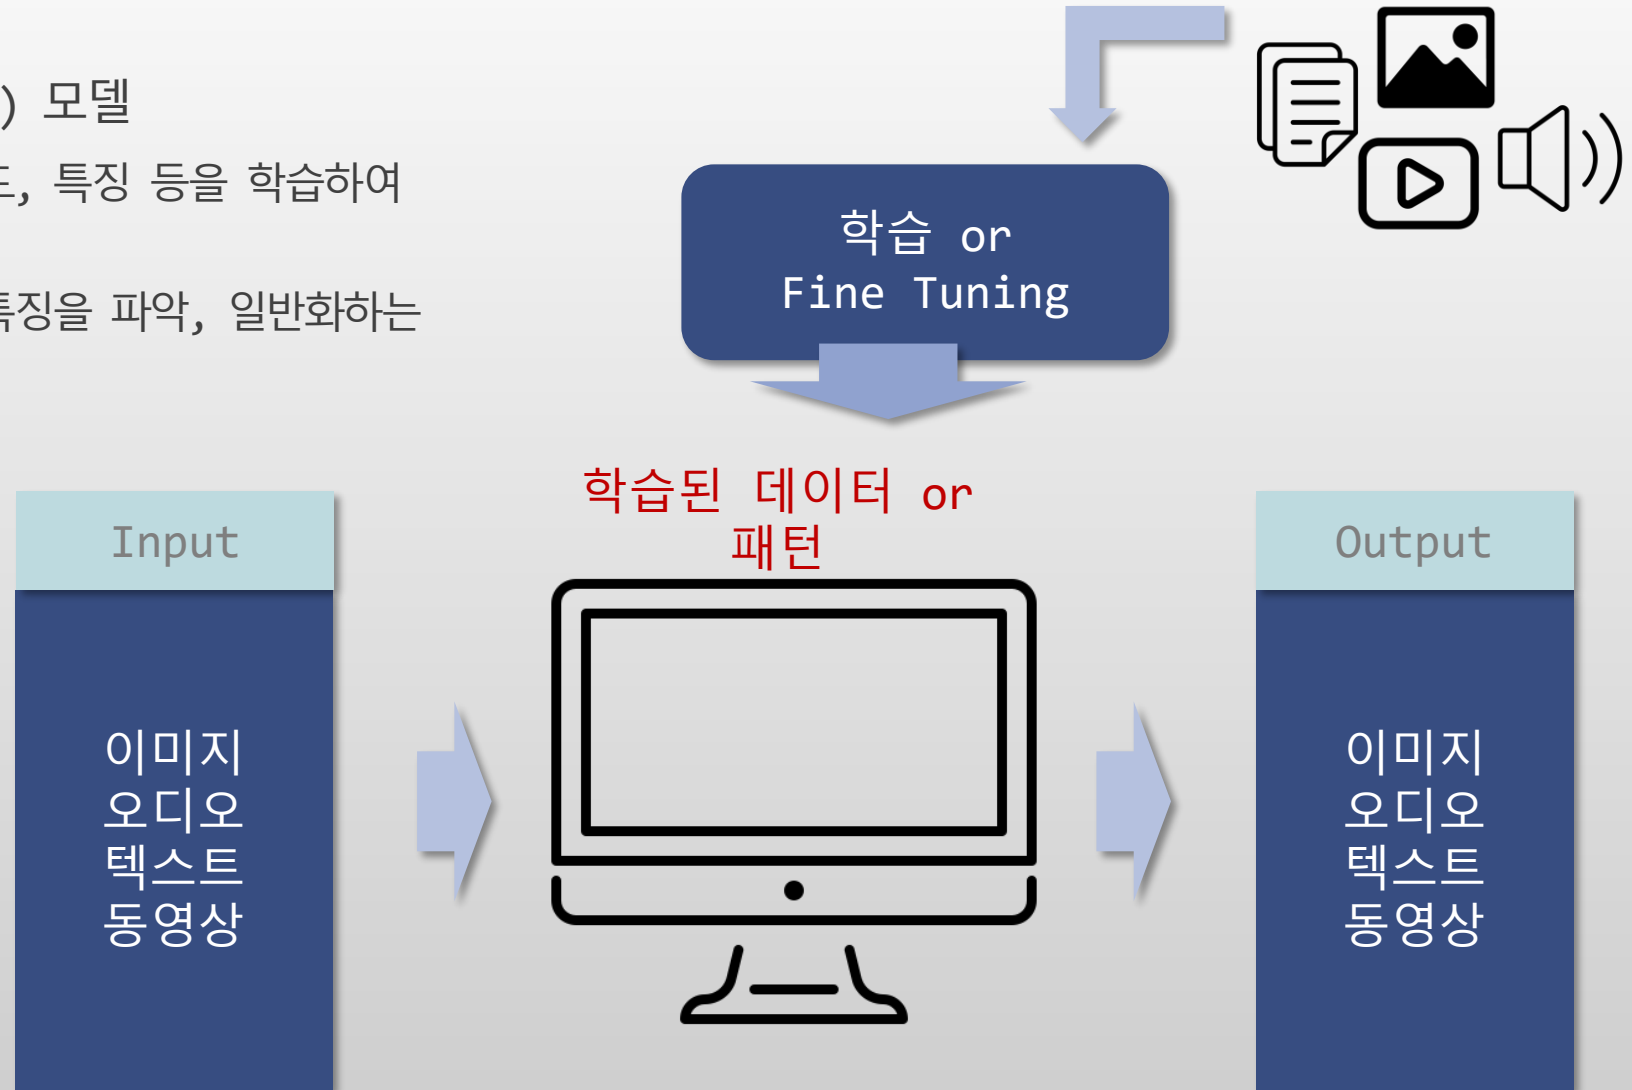 ) 모델
, 특징 등을 학습하여
특징을 파악, 일반화하는
학습 or
Fine Tuning
학습된 데이터 or
패턴
Input
이미지
오디오
텍스트
동영상
Output
이미지
오디오
텍스트
동영상